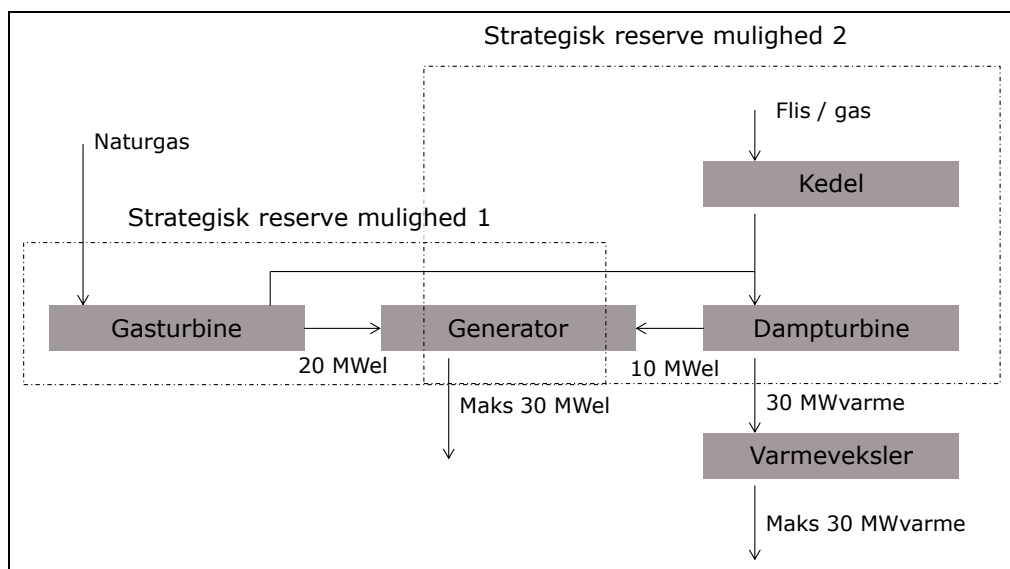 Strategisk reserve mulighed 2
Flis / gas
Naturgas
Kedel
Strategisk reserve mulighed 1
Gasturbine
Generator
Dampturbine
20 MWel
10 MWel
Maks 30 MWel
30 MWvarme
Varmeveksler
Maks 30 MWvarme